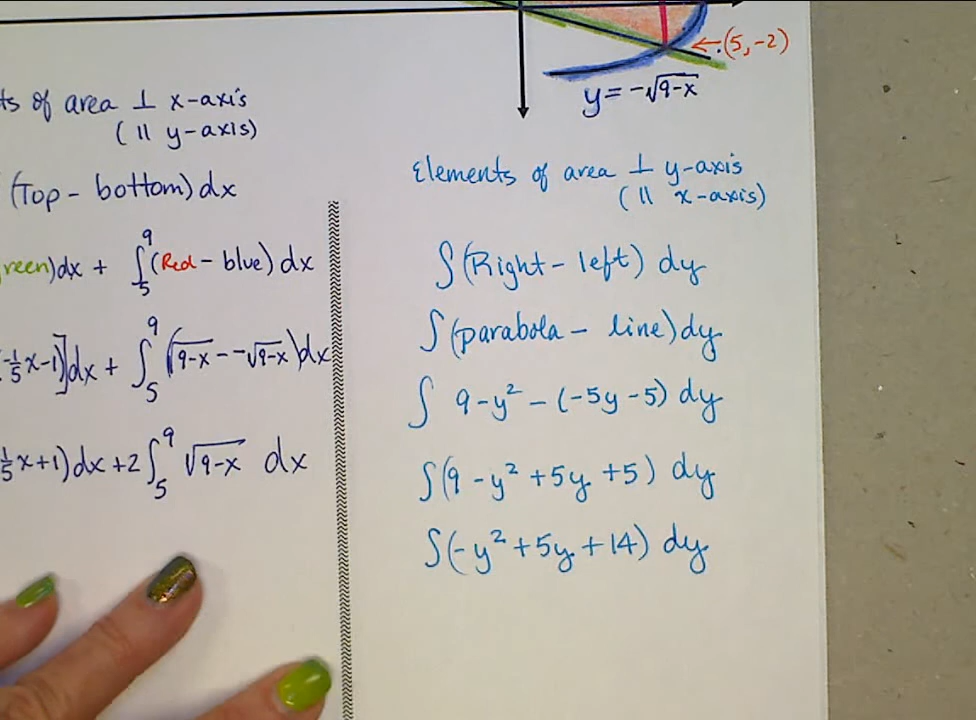 ←(5,-2)
y=-√9-x
ts of area ⊥ x-axis
(|| y-axis)
(Top - bottom) dx
reen)dx + ∫₅⁹(Red - blue) dx
-⅕x-1)]dx + ∫₅⁹ (√9-x - -√9-x)dx
⅕x+1)dx+2∫₅⁹ √9-x dx
Elements of area ⊥ y-axis
(|| x-axis)
∫(Right - left) dy
∫(parabola - line)dy
∫ 9-y² - (-5y -5) dy
∫(9 - y² +5y +5) dy
∫(-y² +5y +14) dy